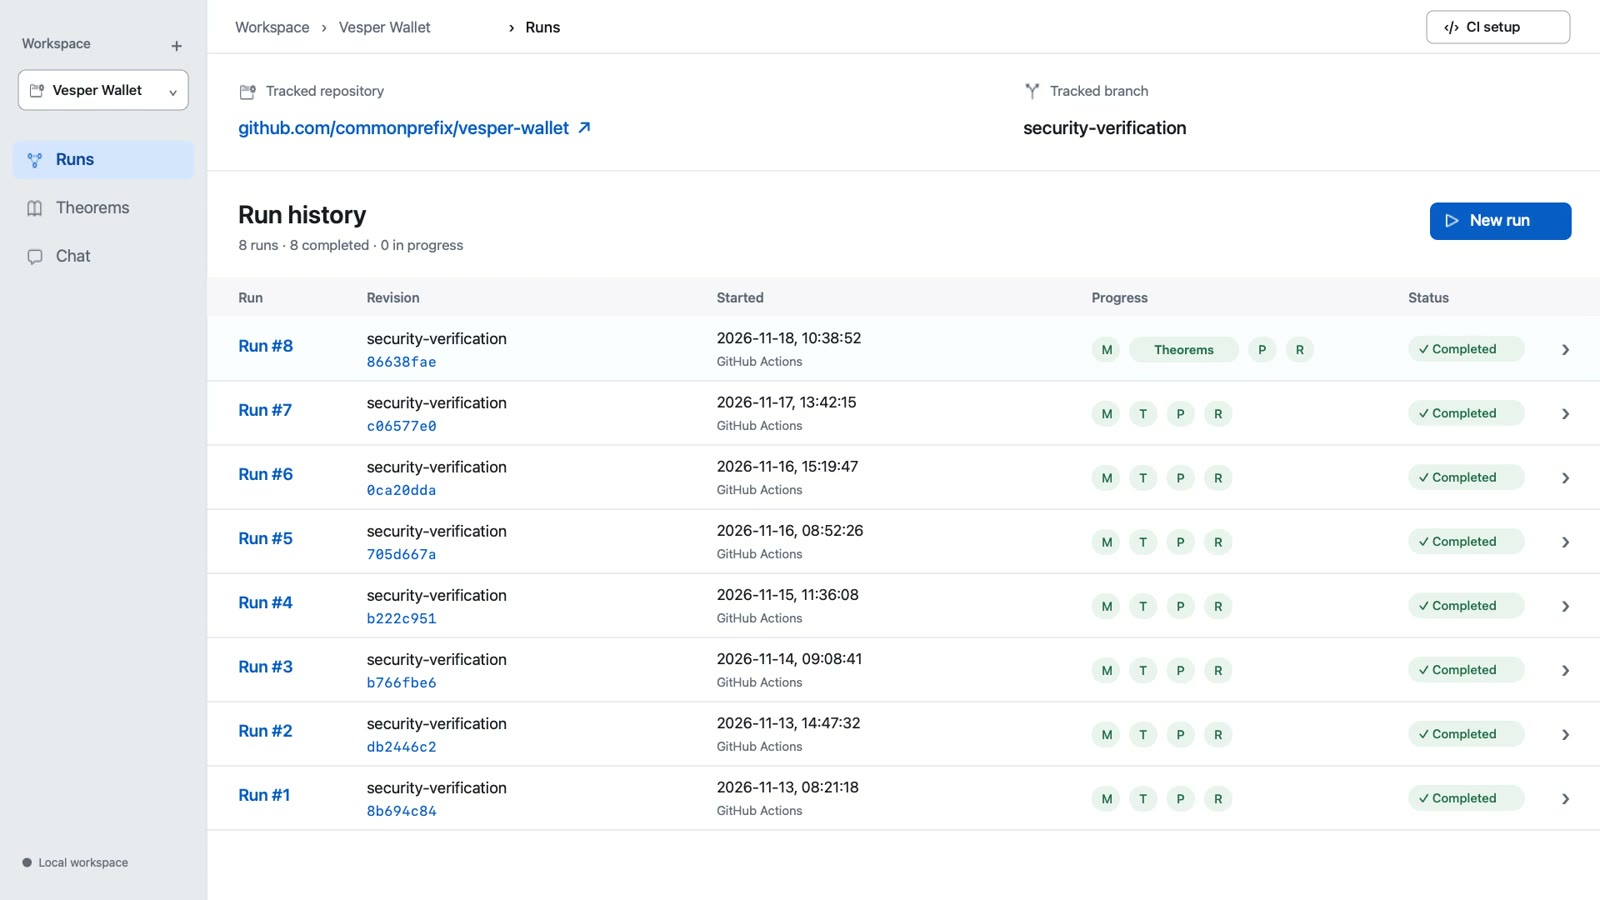 Workspace
+
Vesper Wallet
Runs
Theorems
Chat
Local workspace
Workspace › Vesper Wallet › Runs
</> CI setup
Tracked repository
github.com/commonprefix/vesper-wallet ↗
Tracked branch
security-verification
Run history
8 runs · 8 completed · 0 in progress
New run
Run Revision Started Progress Status
Run #8
security-verification
86638fae
2026-11-18, 10:38:52
GitHub Actions
M Theorems P R
✓ Completed
Run #7
security-verification
c06577e0
2026-11-17, 13:42:15
GitHub Actions
M T P R
✓ Completed
Run #6
security-verification
0ca20dda
2026-11-16, 15:19:47
GitHub Actions
M T P R
✓ Completed
Run #5
security-verification
705d667a
2026-11-16, 08:52:26
GitHub Actions
M T P R
✓ Completed
Run #4
security-verification
b222c951
2026-11-15, 11:36:08
GitHub Actions
M T P R
✓ Completed
Run #3
security-verification
b766fbe6
2026-11-14, 09:08:41
GitHub Actions
M T P R
✓ Completed
Run #2
security-verification
db2446c2
2026-11-13, 14:47:32
GitHub Actions
M T P R
✓ Completed
Run #1
security-verification
8b694c84
2026-11-13, 08:21:18
GitHub Actions
M T P R
✓ Completed